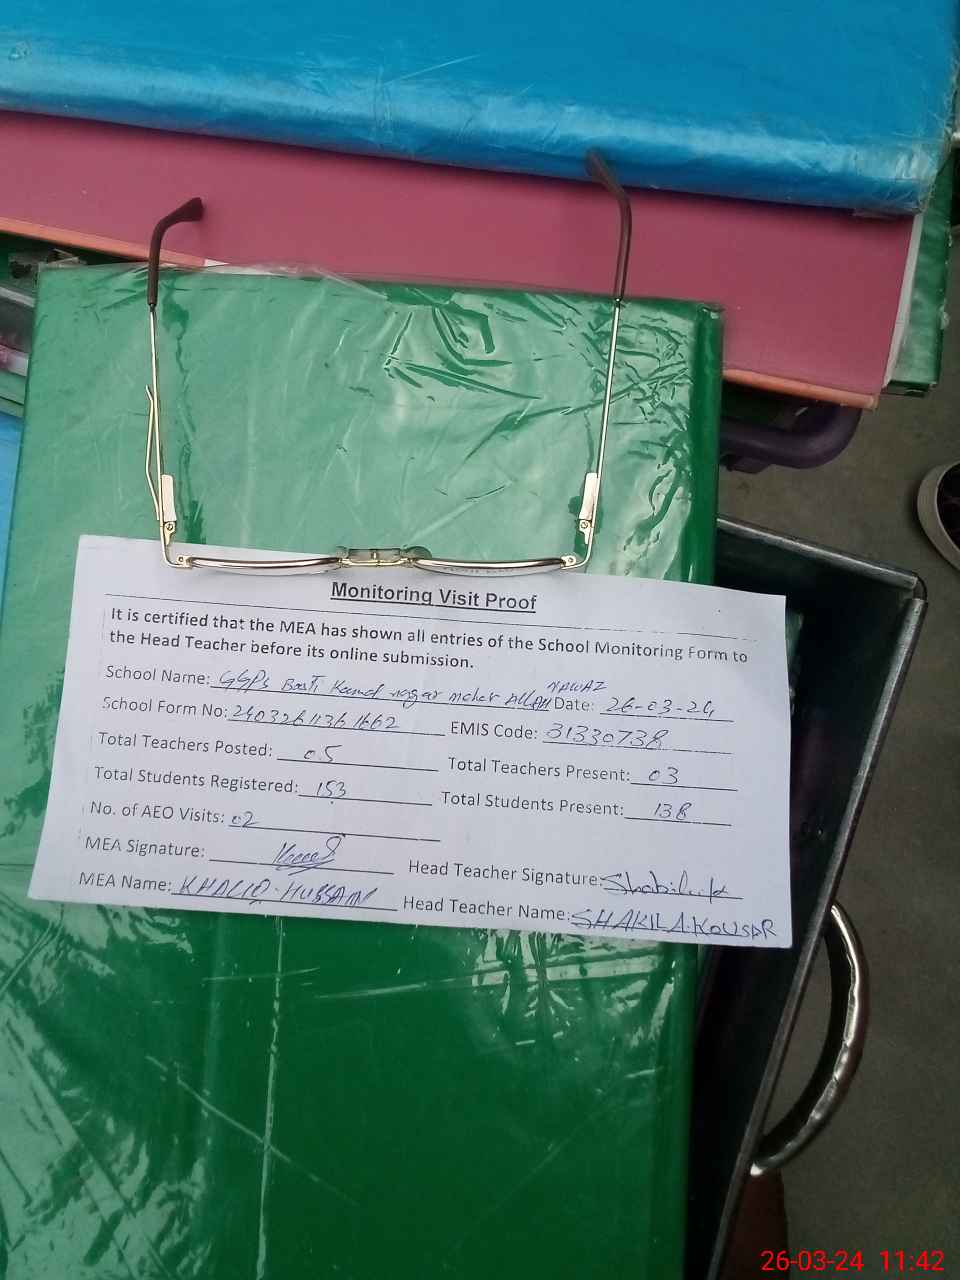 Monitoring Visit Proof
It is certified that the MEA has shown all entries of the School Monitoring Form to
the Head Teacher before its online submission.
School Name: GGPS Basti Kamal nagar meher Allah NAWAZ Date: 26-03-24
School Form No: 24032611361662 EMIS Code: 31330738
Total Teachers Posted: 05 Total Teachers Present: 03
Total Students Registered: 153 Total Students Present: 138
No. of AEO Visits: 02
MEA Signature: Head Teacher Signature:
MEA Name: KHALIQ.HUSSAIN Head Teacher Name: SHAKILA.KOUSAR
26-03-24 11:42